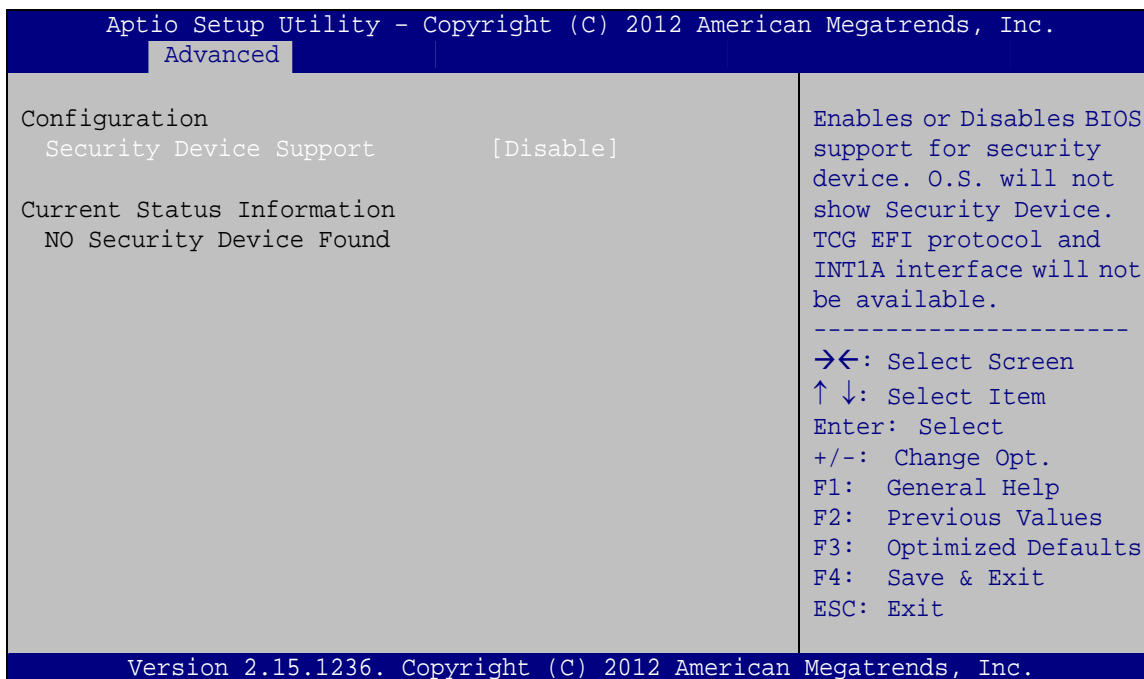 Aptio Setup Utility – Copyright (C) 2012 American Megatrends, Inc.
Advanced
Configuration
Security Device Support [Disable]
Current Status Information
NO Security Device Found
Enables or Disables BIOS
support for security
device. O.S. will not
show Security Device.
TCG EFI protocol and
INT1A interface will not
be available.
----------------------
→←: Select Screen
↑ ↓: Select Item
Enter: Select
+/-: Change Opt.
F1: General Help
F2: Previous Values
F3: Optimized Defaults
F4: Save & Exit
ESC: Exit
Version 2.15.1236. Copyright (C) 2012 American Megatrends, Inc.